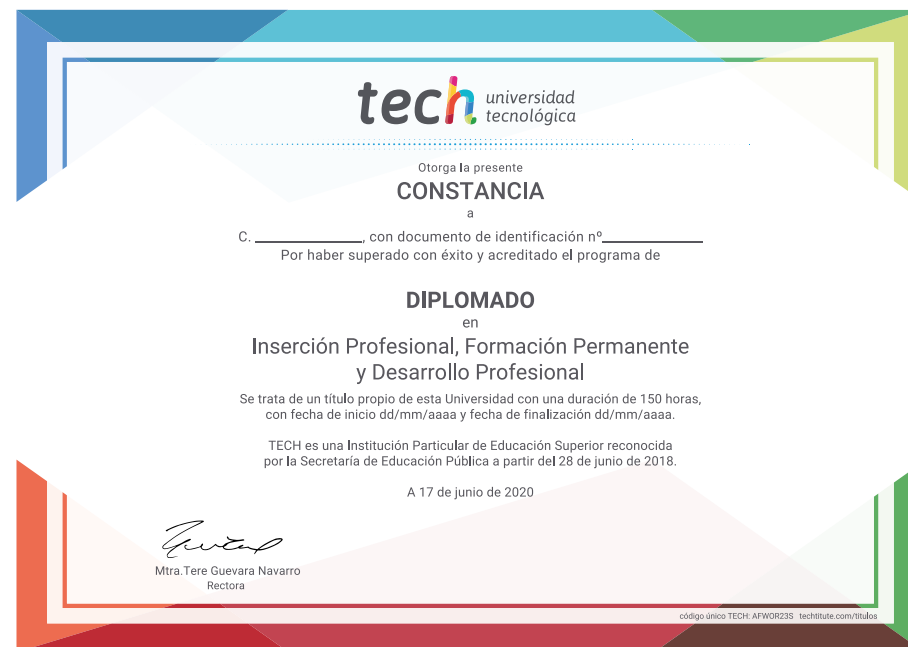 tech universidad
tecnológica
Otorga la presente
CONSTANCIA
a
C. ______________, con documento de identificación nº______________
Por haber superado con éxito y acreditado el programa de
DIPLOMADO
en
Inserción Profesional, Formación Permanente
y Desarrollo Profesional
Se trata de un título propio de esta Universidad con una duración de 150 horas,
con fecha de inicio dd/mm/aaaa y fecha de finalización dd/mm/aaaa.
TECH es una Institución Particular de Educación Superior reconocida
por la Secretaría de Educación Pública a partir del 28 de junio de 2018.
A 17 de junio de 2020
Mtra.Tere Guevara Navarro
Rectora
código único TECH: AFWOR23S techtitute.com/titulos